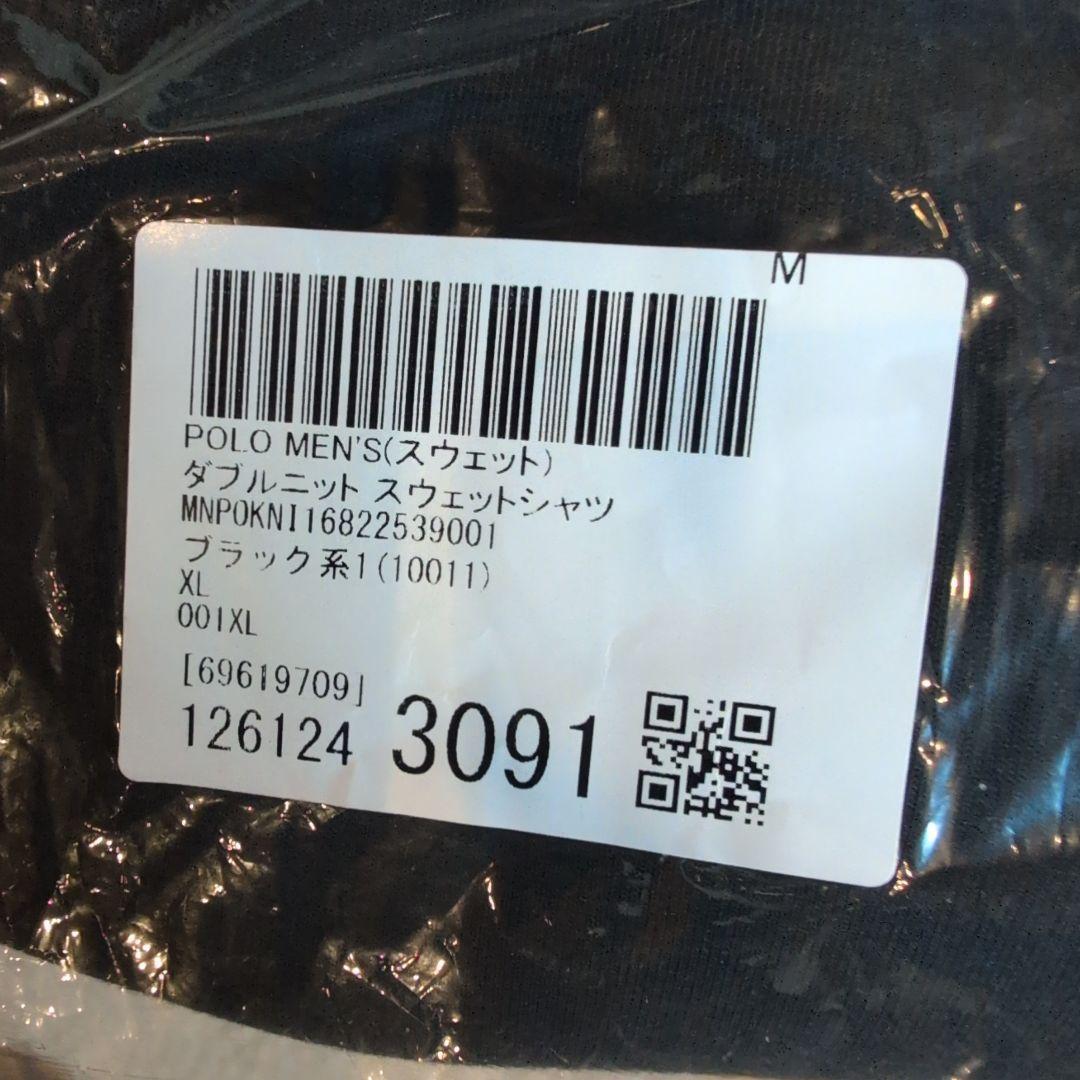 M
POLO MEN'S(スウェット)
ダブルニット スウェットシャツ
MNPOKNI16822539001
ブラック系1(10011)
XL
001XL
[69619709]
126124 3091